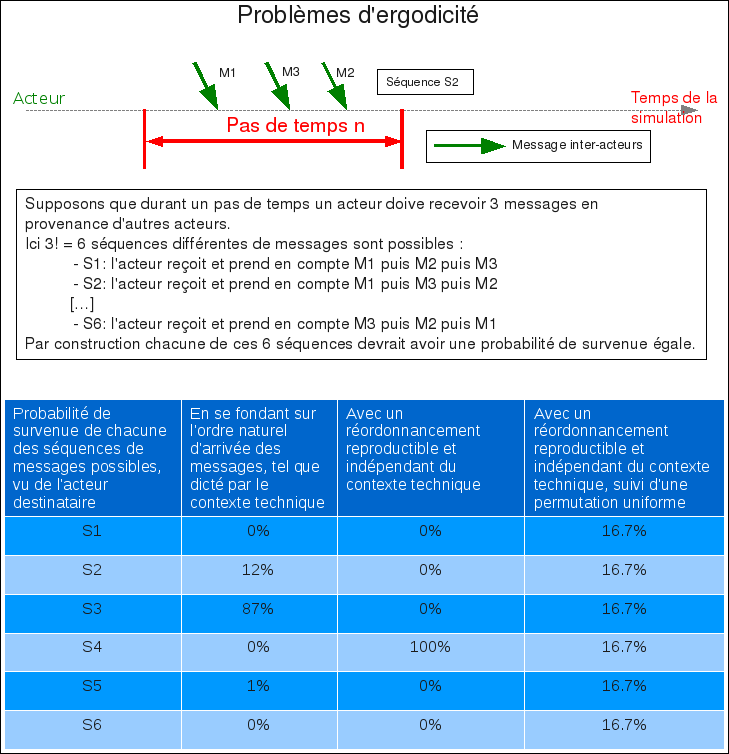 Problèmes d'ergodicité
M1
M3
M2
Séquence S2
Acteur
Temps de la
simulation
Pas de temps n
Message inter-acteurs
Supposons que durant un pas de temps un acteur doive recevoir 3 messages en
provenance d'autres acteurs.
Ici 3! = 6 séquences différentes de messages sont possibles :
- S1: l'acteur reçoit et prend en compte M1 puis M2 puis M3
- S2: l'acteur reçoit et prend en compte M1 puis M3 puis M2
[...]
- S6: l'acteur reçoit et prend en compte M3 puis M2 puis M1
Par construction chacune de ces 6 séquences devrait avoir une probabilité de survenue égale.
Probabilité de
survenue de chacune
des séquences de
messages possibles,
vu de l'acteur
destinataire
En se fondant sur
l'ordre naturel
d'arrivée des
messages, tel que
dicté par le
contexte technique
Avec un
réordonnancement
reproductible et
indépendant du
contexte technique
Avec un
réordonnancement
reproductible et
indépendant du contexte
technique, suivi d'une
permutation uniforme
S1 0% 0% 16.7%
S2 12% 0% 16.7%
S3 87% 0% 16.7%
S4 0% 100% 16.7%
S5 1% 0% 16.7%
S6 0% 0% 16.7%